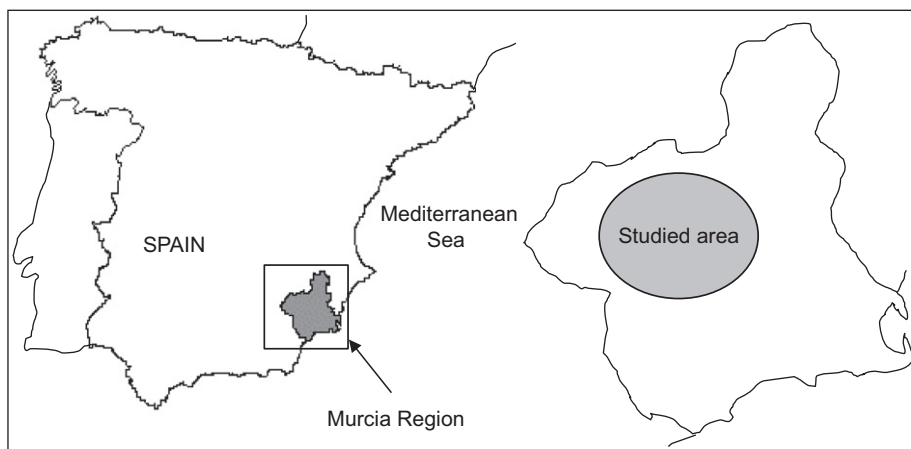 SPAIN
Mediterranean
Sea
Murcia Region
Studied area